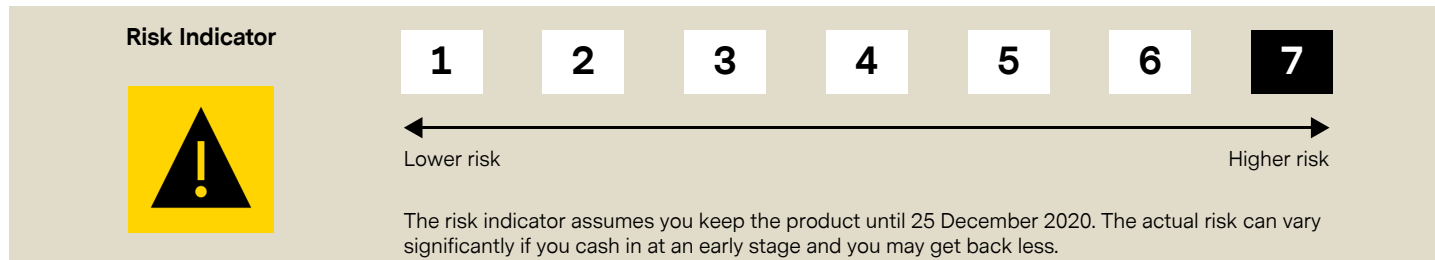 Risk Indicator
1 2 3 4 5 6 7
Lower risk Higher risk
The risk indicator assumes you keep the product until 25 December 2020. The actual risk can vary
significantly if you cash in at an early stage and you may get back less.